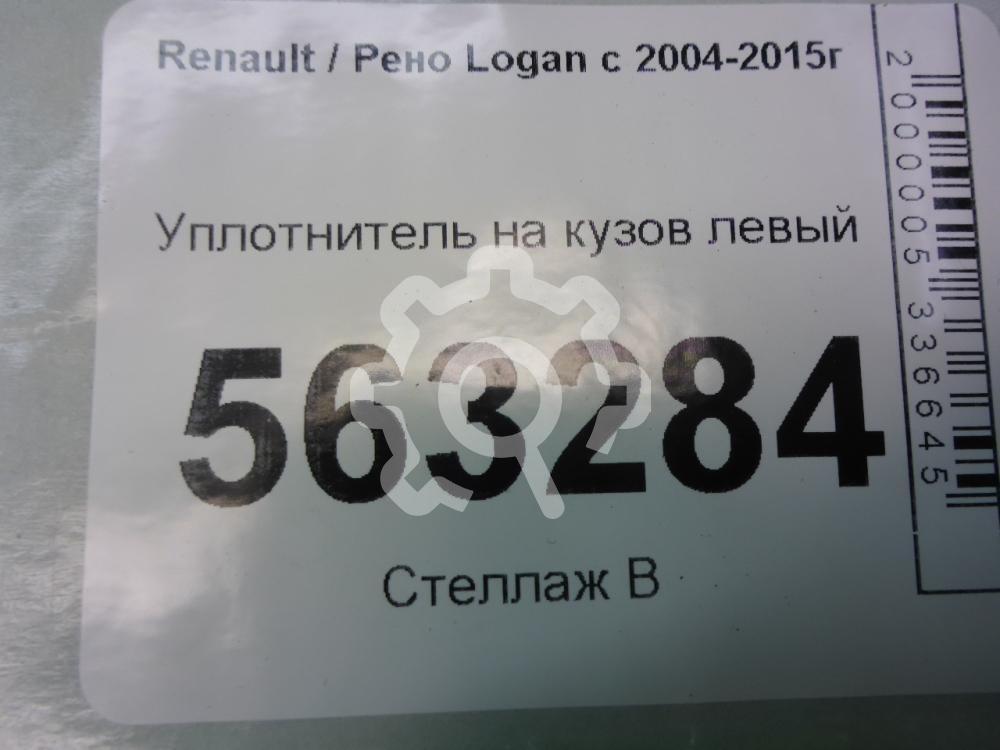 Renault / Рено Logan с 2004-2015г
Уплотнитель на кузов левый
563284
Стеллаж В
2000005336645